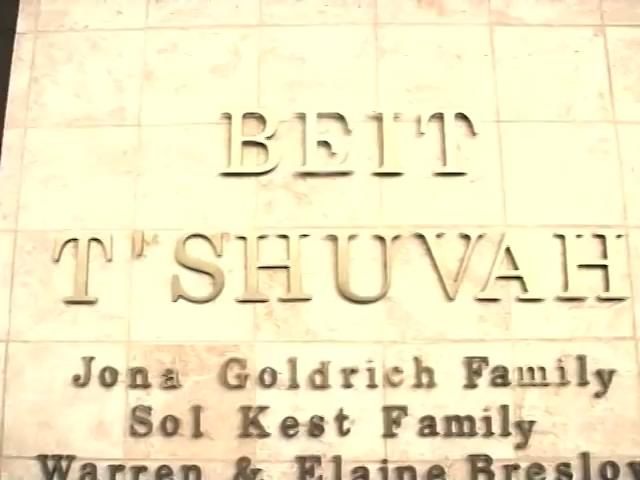 BEIT
T'SHUVAH
Jona Goldrich Family
Sol Kest Family
Warren & Elaine Breslow